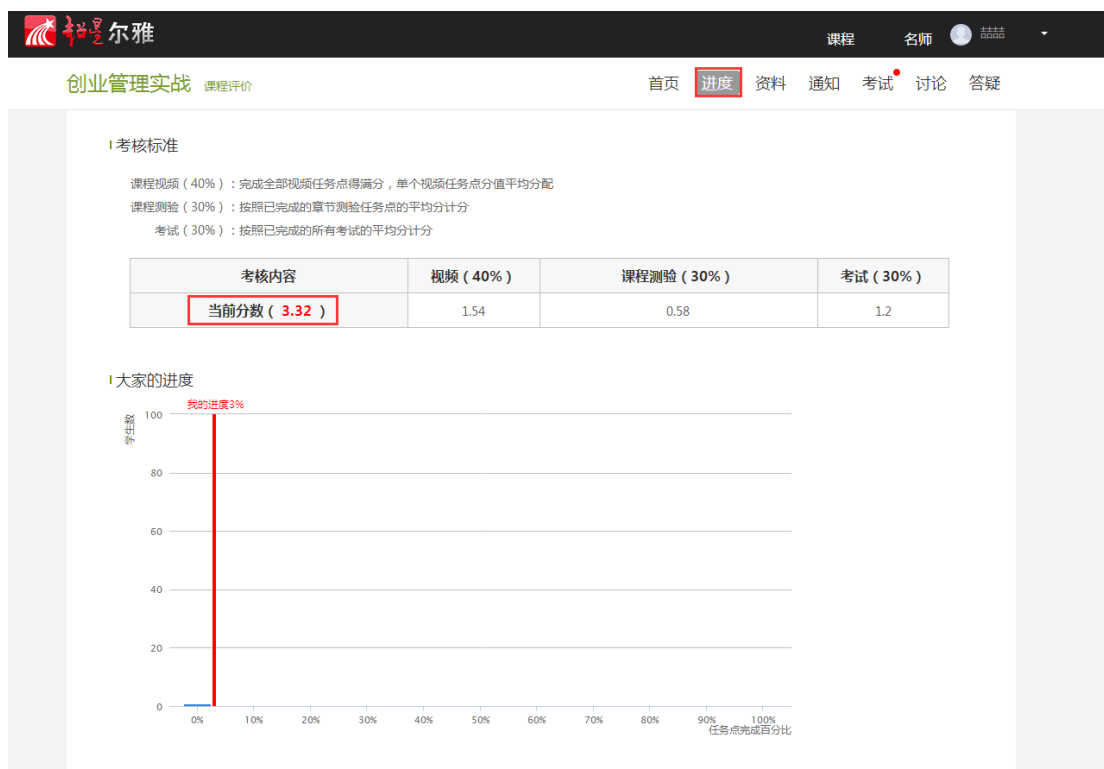 超星尔雅
课程 名师 喆喆
创业管理实战 课程评价
首页 进度 资料 通知 考试 讨论 答疑
考核标准
课程视频（40%）：完成全部视频任务点得满分，单个视频任务点分值平均分配
课程测验（30%）：按照已完成的章节测验任务点的平均分计分
考试（30%）：按照已完成的所有考试的平均分计分
考核内容 视频（40%） 课程测验（30%） 考试（30%）
当前分数（ 3.32 ） 1.54 0.58 1.2
大家的进度
我的进度3%
学生数
100
80
60
40
20
0
0% 10% 20% 30% 40% 50% 60% 70% 80% 90% 100%
任务点完成百分比